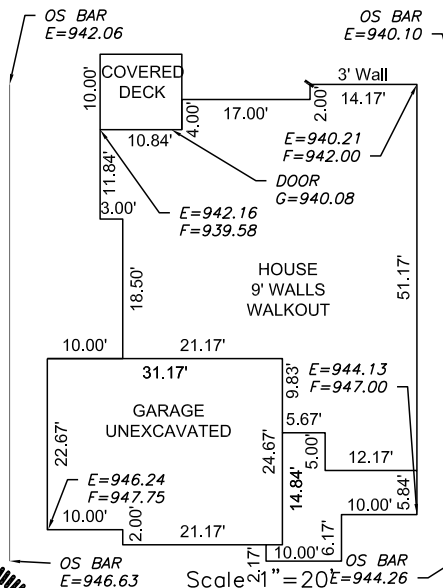 OS BAR
E=942.06
OS BAR
E=940.10
COVERED
DECK
10.00'
3' Wall
14.17'
2.00'
17.00'
4.00'
10.84'
E=940.21
F=942.00
DOOR
G=940.08
11.84'
3.00'
E=942.16
F=939.58
HOUSE
9' WALLS
WALKOUT
51.17'
18.50'
10.00'
21.17'
31.17'
9.83'
E=944.13
F=947.00
GARAGE
UNEXCAVATED
5.67'
22.67'
24.67'
5.00'
12.17'
14.84'
E=946.24
F=947.75
5.84'
10.00'
10.00'
2.00'
21.17'
6.17'
2.17'
10.00'
OS BAR
E=946.63
Scale 1"=20'
OS BAR
E=944.26